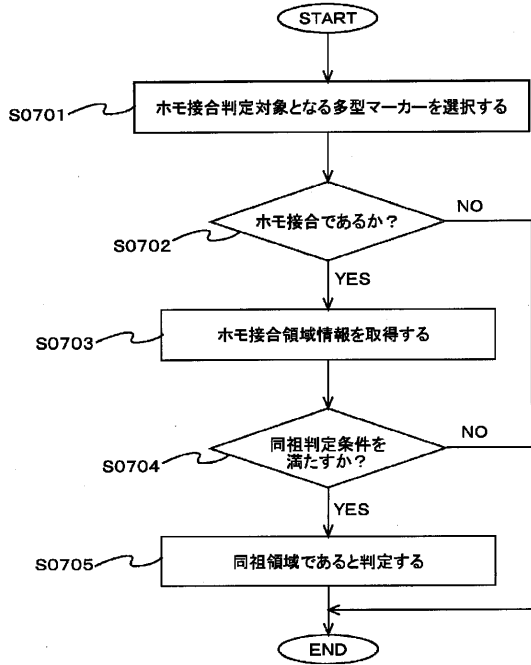 START
S0701
ホモ接合判定対象となる多型マーカーを選択する
ホモ接合であるか？
NO
S0702
YES
ホモ接合領域情報を取得する
S0703
同祖判定条件を
満たすか？
NO
S0704
YES
S0705
同祖領域であると判定する
END